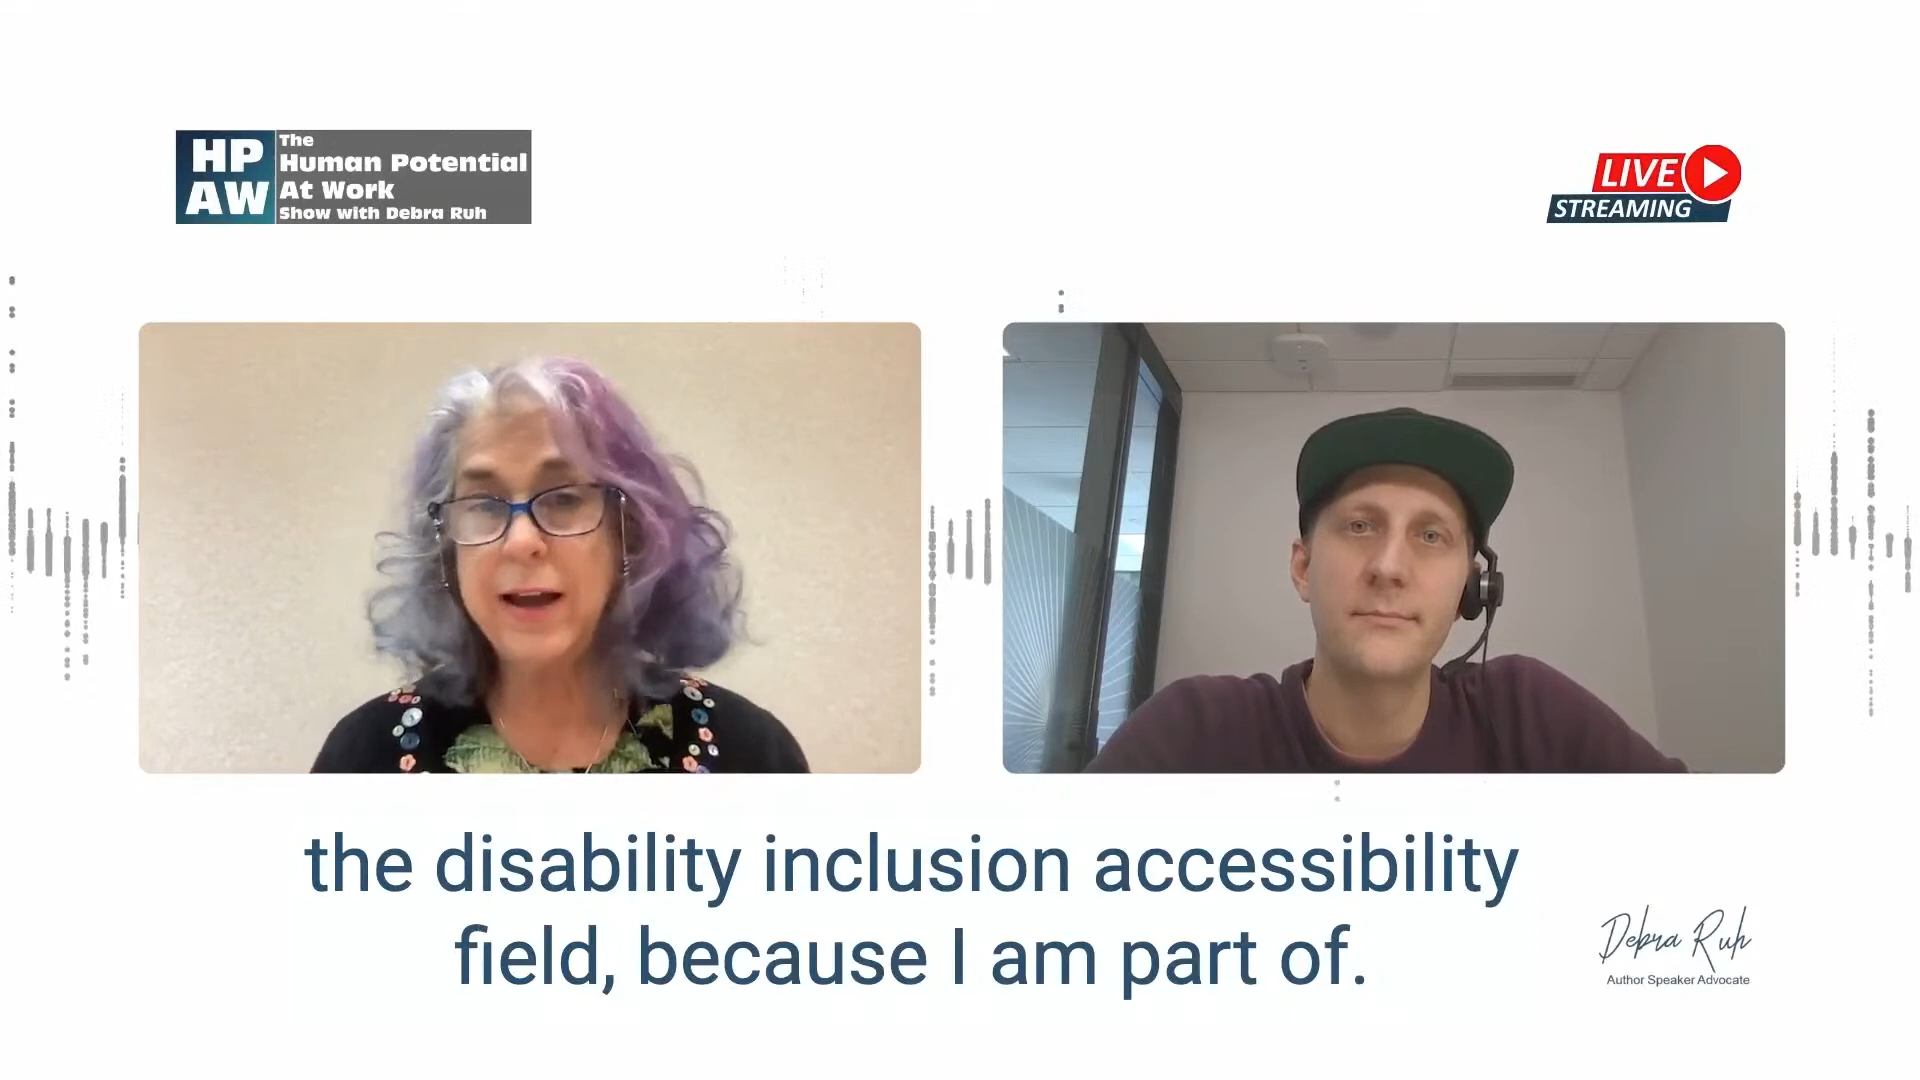 HP
AW
The
Human Potential
At Work
Show with Debra Ruh
LIVE
STREAMING
the disability inclusion accessibility
field, because I am part of.
Debra Ruh
Author Speaker Advocate